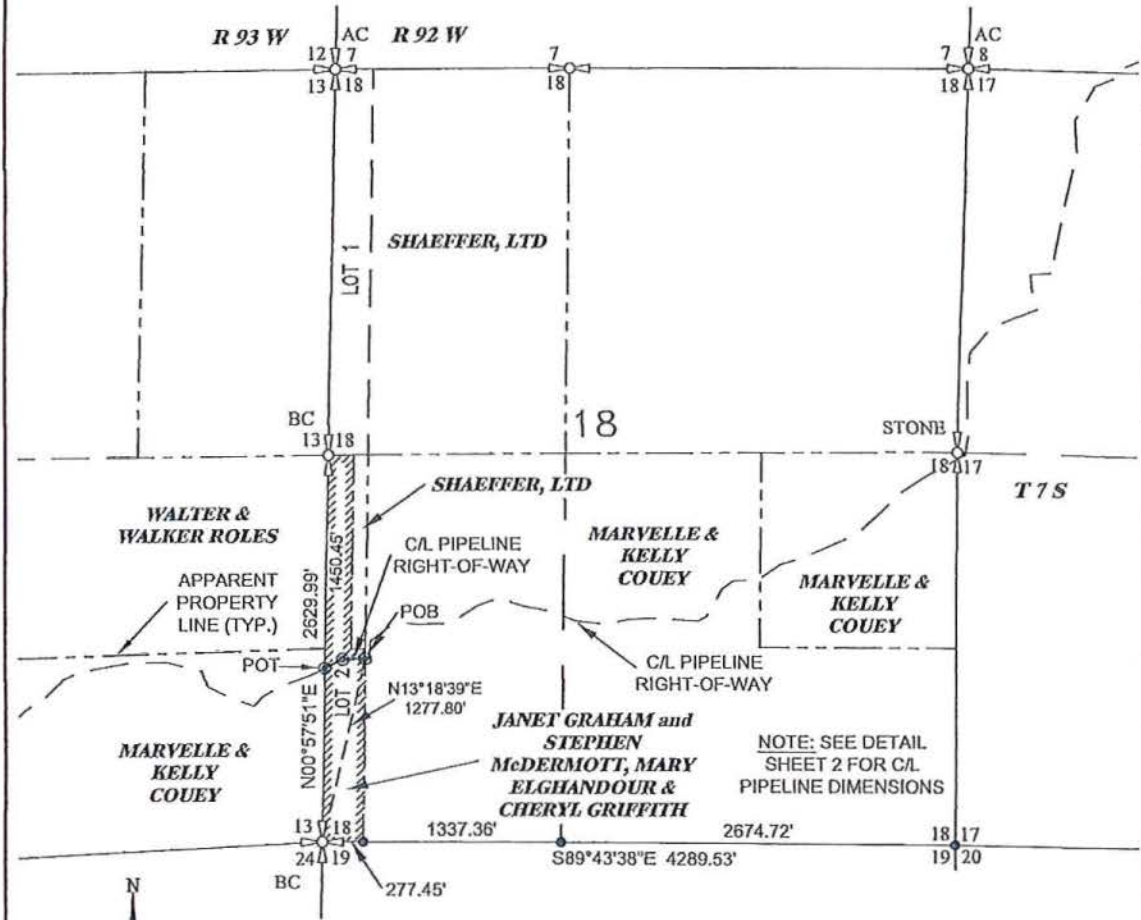 R 93 W
AC
R 92 W
AC
12 7
13 18
7
18
7 8
18 17
LOT 1
SHAEFFER, LTD
BC
13 18
18
STONE
18 17
T 7 S
SHAEFFER, LTD
WALTER &
WALKER ROLES
1450.45'
C/L PIPELINE
RIGHT-OF-WAY
MARVELLE &
KELLY
COUEY
MARVELLE &
KELLY
COUEY
APPARENT
PROPERTY
LINE (TYP.)
2629.99'
POB
POT
LOT 2
C/L PIPELINE
RIGHT-OF-WAY
N13°18'39"E
1277.80'
N00°57'51"E
MARVELLE &
KELLY
COUEY
JANET GRAHAM and
STEPHEN
McDERMOTT, MARY
ELGHANDOUR &
CHERYL GRIFFITH
NOTE: SEE DETAIL
SHEET 2 FOR C/L
PIPELINE DIMENSIONS
13 18
24 19
1337.36'
2674.72'
18 17
S89°43'38"E 4289.53'
19 20
BC
277.45'
N